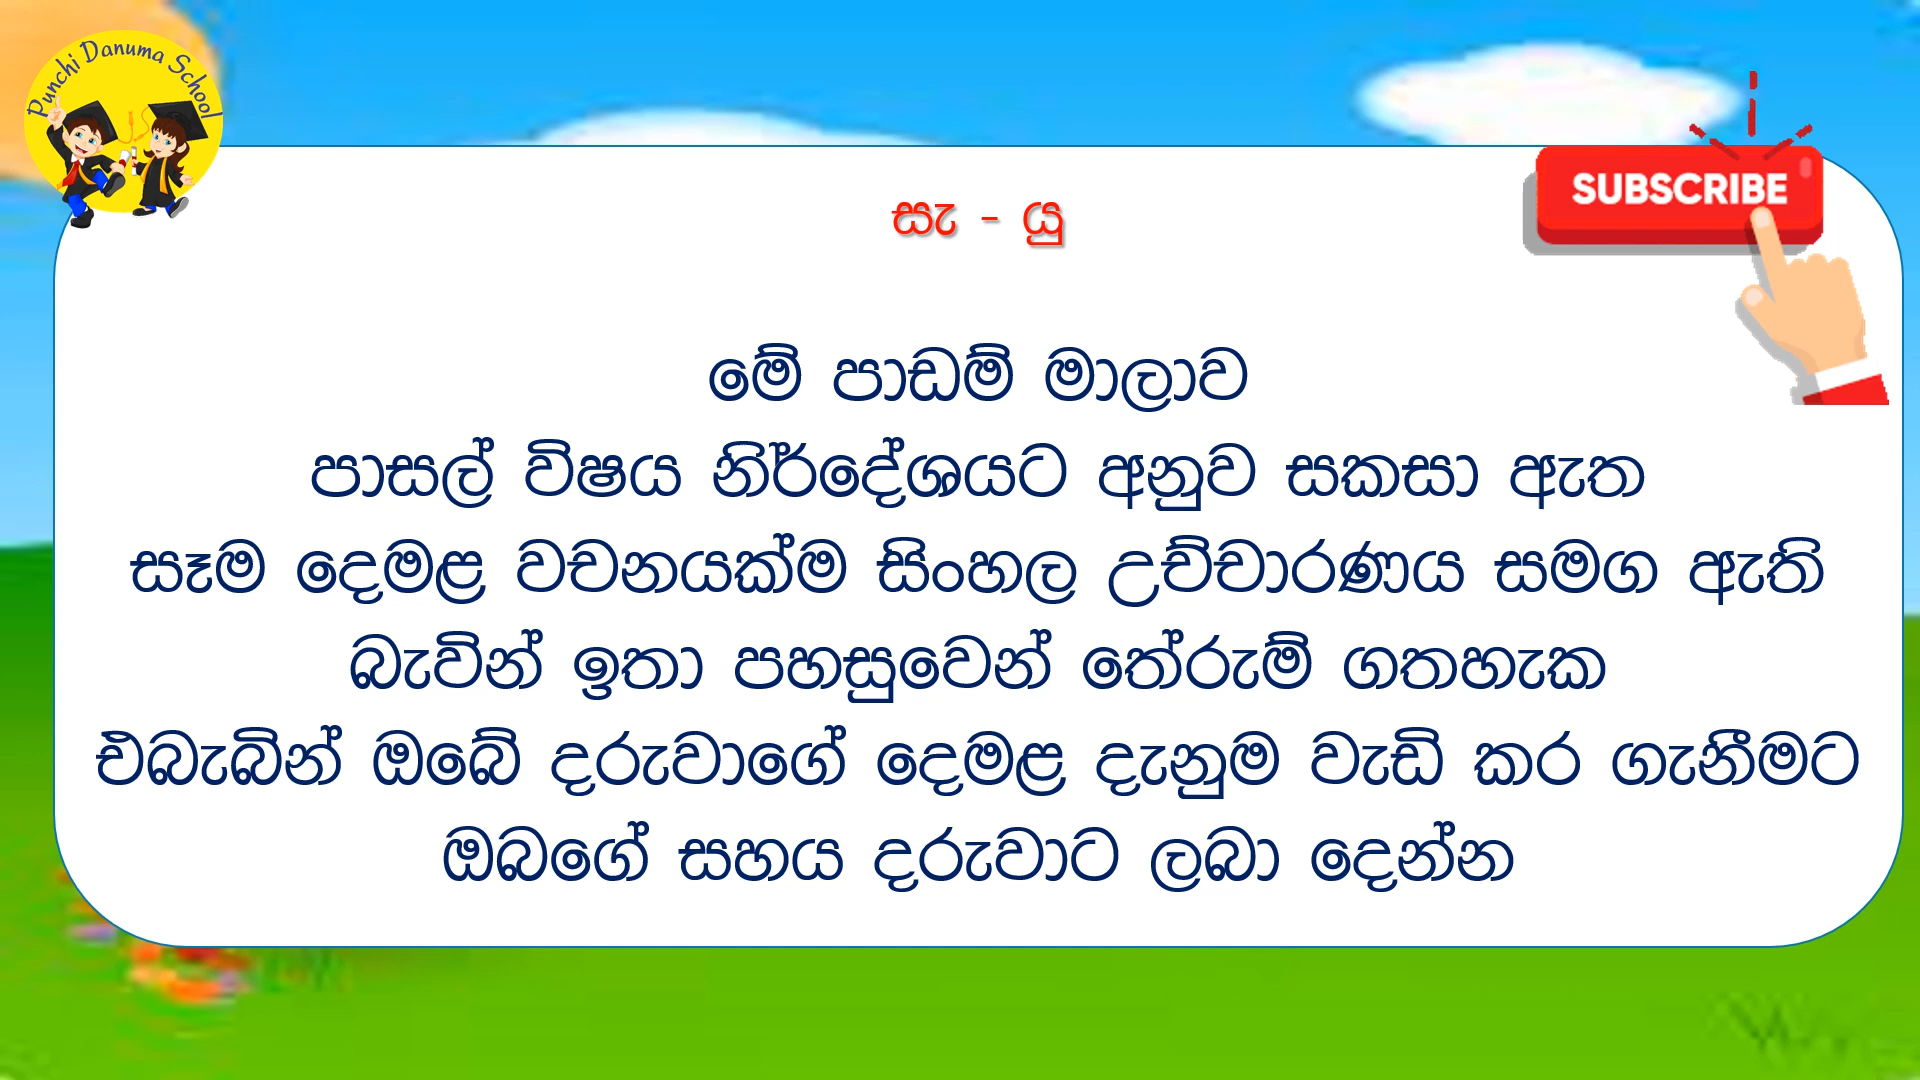 Punchi Danuma School
SUBSCRIBE
සැ - යු
මේ පාඩම් මාලාව
පාසල් විෂය නිර්දේශයට අනුව සකසා ඇත
සෑම දෙමළ වචනයක්ම සිංහල උච්චාරණය සමග ඇති
බැවින් ඉතා පහසුවෙන් තේරුම් ගතහැක
එබැබින් ඔබේ දරුවාගේ දෙමළ දැනුම වැඩි කර ගැනීමට
ඔබගේ සහය දරුවාට ලබා දෙන්න